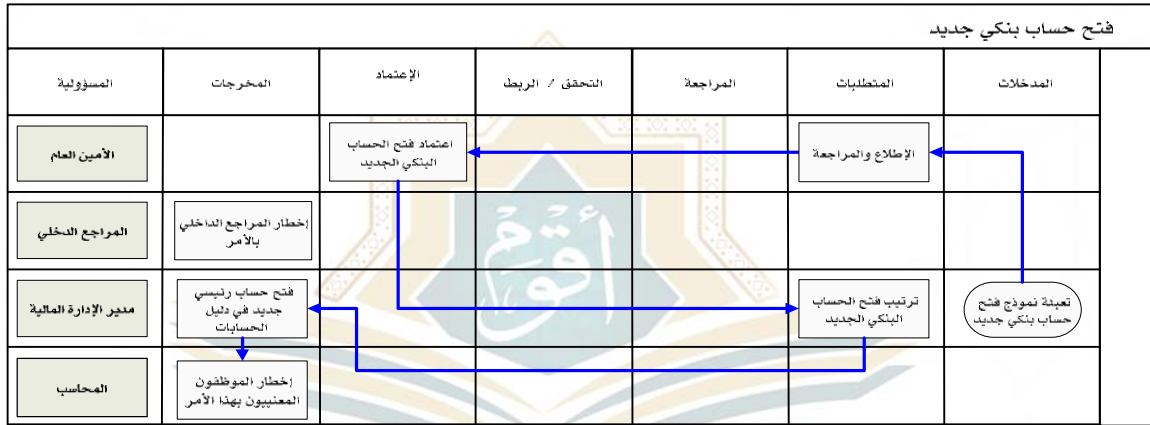 فتح حساب بنكي جديد
المدخلات
المتطلبات
المراجعة
التحقق / الربط
الإعتماد
المخرجات
المسؤولية
الإطلاع والمراجعة
اعتماد فتح الحساب
البنكي الجديد
الأمين العام
إخطار المراجع الداخلي
بالأمر
المراجع الدخلي
تعبئة نموذج فتح
حساب بنكي جديد
ترتيب فتح الحساب
البنكي الجديد
فتح حساب رئيسي
جديد في دليل
الحسابات
مدير الإدارة المالية
إخطار الموظفون
المعنييون بهذا الأمر
المحاسب
أقوم